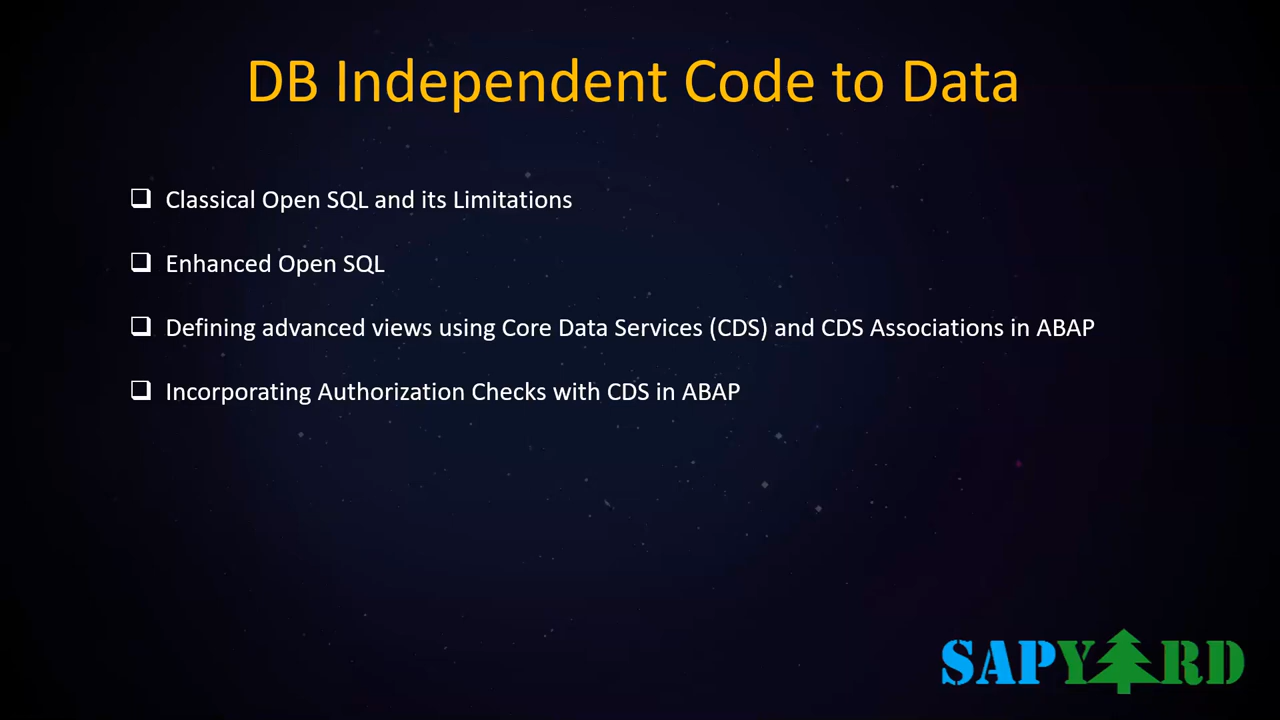 DB Independent Code to Data
❑ Classical Open SQL and its Limitations
❑ Enhanced Open SQL
❑ Defining advanced views using Core Data Services (CDS) and CDS Associations in ABAP
❑ Incorporating Authorization Checks with CDS in ABAP
SAPYARD